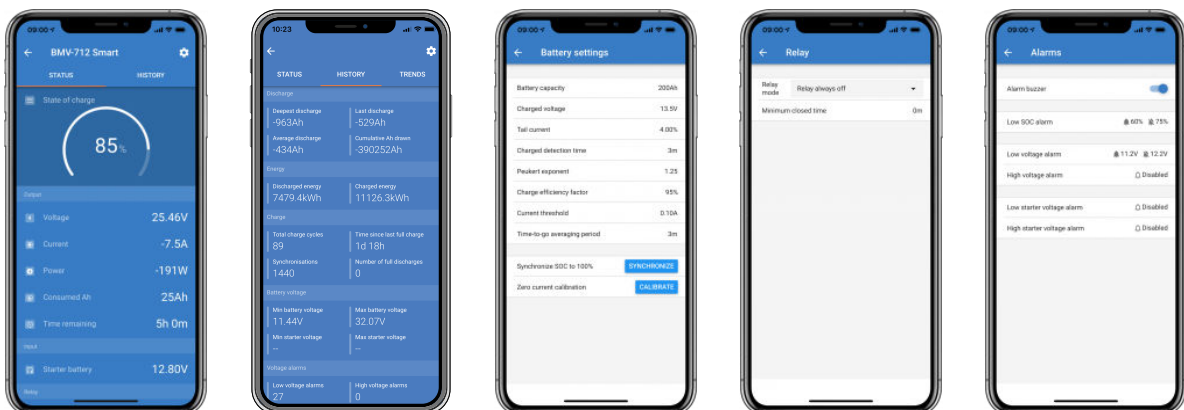 09:00
BMV-712 Smart
STATUS HISTORY
State of charge
85%
Output
Voltage 25.46V
Current -7.5A
Power -191W
Consumed Ah 25Ah
Time remaining 5h 0m
Input
Starter battery 12.80V
Relay
10:23
STATUS HISTORY TRENDS
Discharge
Deepest discharge Last discharge
-963Ah -529Ah
Average discharge Cumulative Ah drawn
-434Ah -390252Ah
Energy
Discharged energy Charged energy
7479.4kWh 11126.3kWh
Charge
Total charge cycles Time since last full charge
89 1d 18h
Synchronisations Number of full discharges
1440 0
Battery voltage
Min battery voltage Max battery voltage
11.44V 32.07V
Min starter voltage Max starter voltage
-- --
Voltage alarms
Low voltage alarms High voltage alarms
27 0
09:00
Battery settings
Battery capacity 200Ah
Charged voltage 13.5V
Tail current 4.00%
Charged detection time 3m
Peukert exponent 1.25
Charge efficiency factor 95%
Current threshold 0.10A
Time-to-go averaging period 3m
Synchronize SOC to 100% SYNCHRONIZE
Zero current calibration CALIBRATE
09:00
Relay
Relay mode Relay always off
Minimum closed time 0m
09:00
Alarms
Alarm buzzer
Low SOC alarm 60% 75%
Low voltage alarm 11.2V 12.2V
High voltage alarm Disabled
Low starter voltage alarm Disabled
High starter voltage alarm Disabled